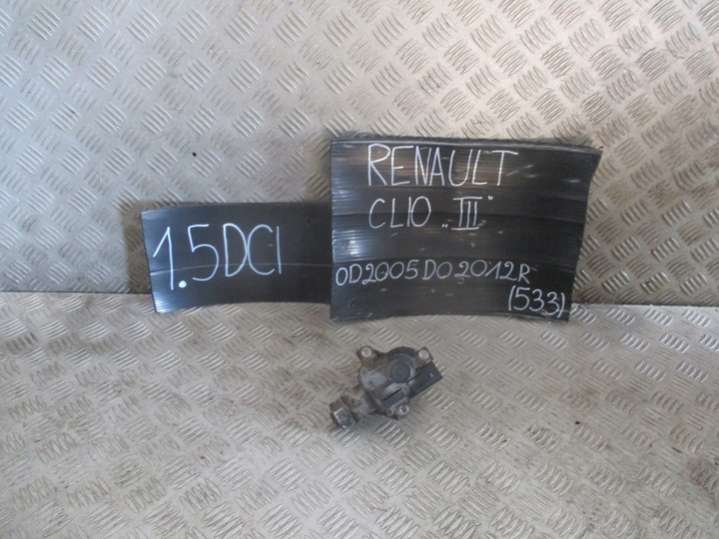 1.5DCI
RENAULT
CLIO „III"
OD2005DO2012R
(533)